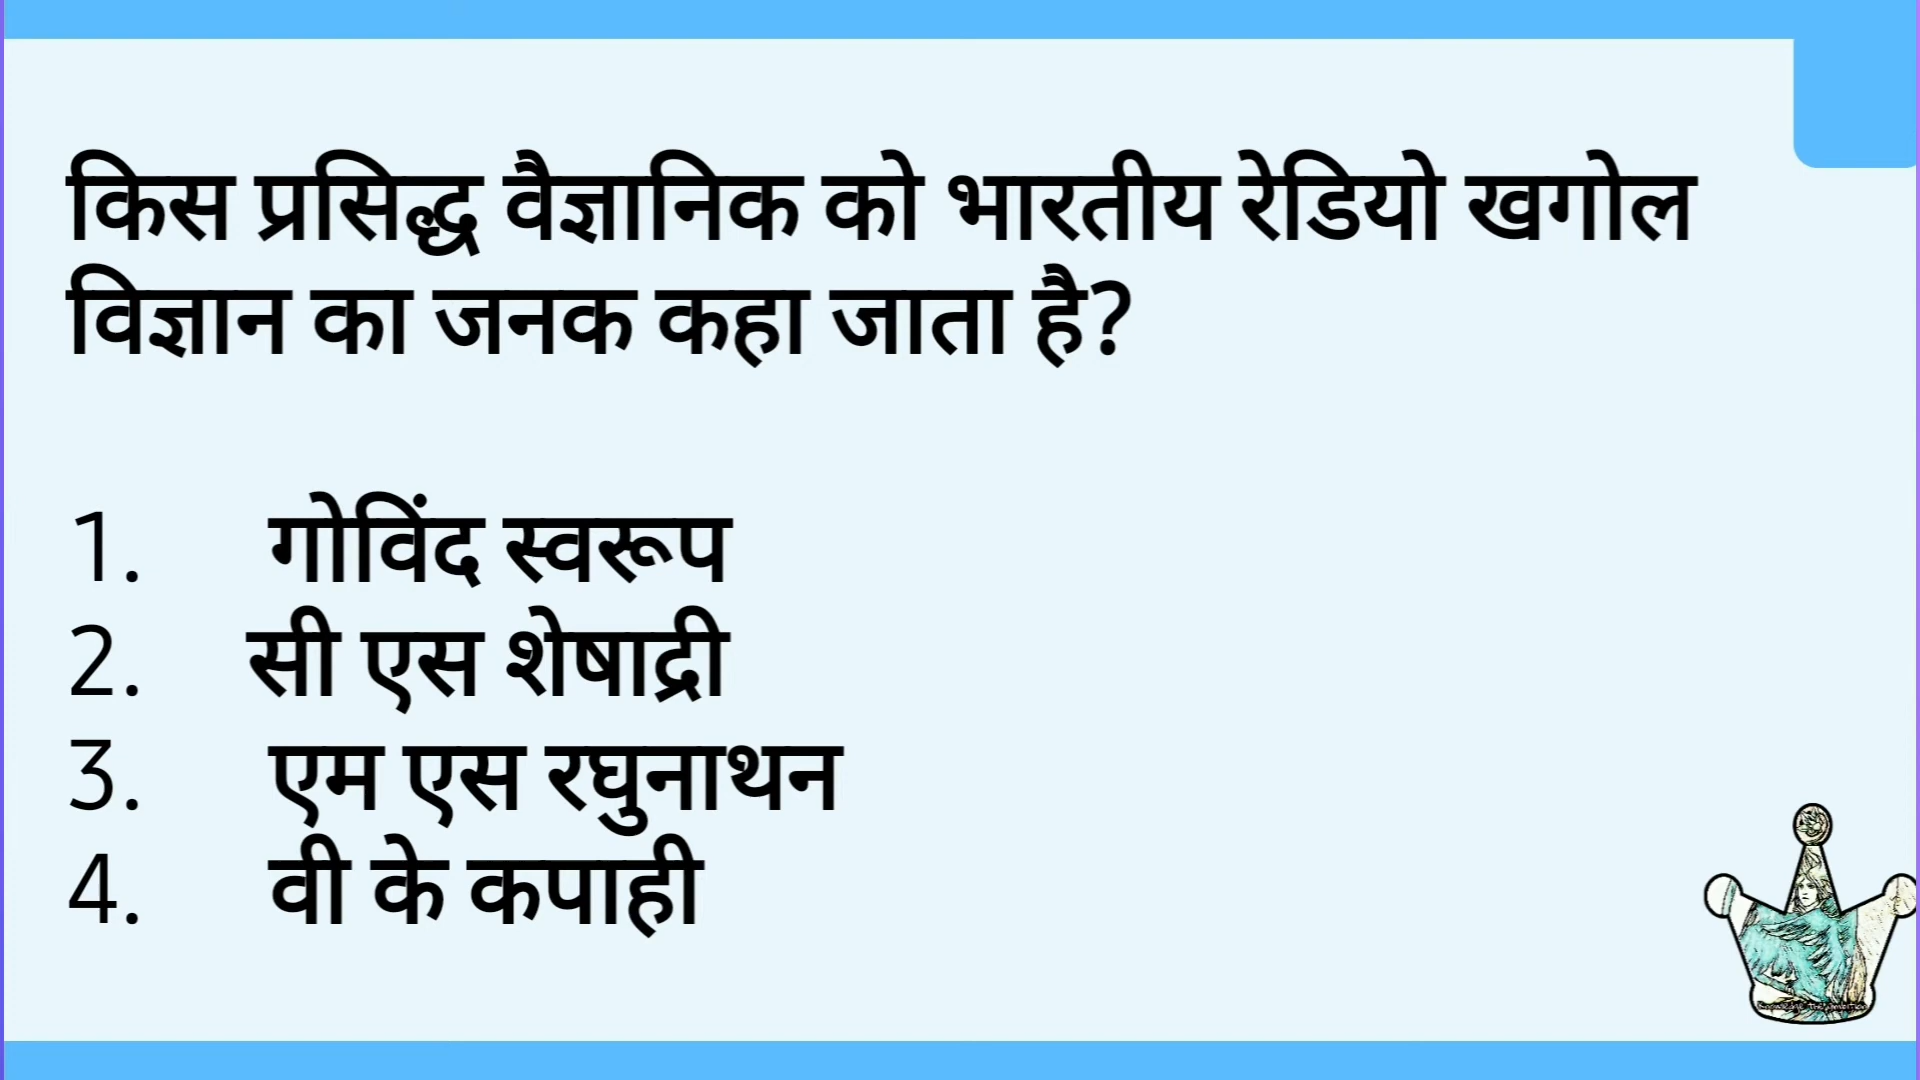 किस प्रसिद्ध वैज्ञानिक को भारतीय रेडियो खगोल
विज्ञान का जनक कहा जाता है?
1. गोविंद स्वरूप
2. सी एस शेषाद्री
3. एम एस रघुनाथन
4. वी के कपाही